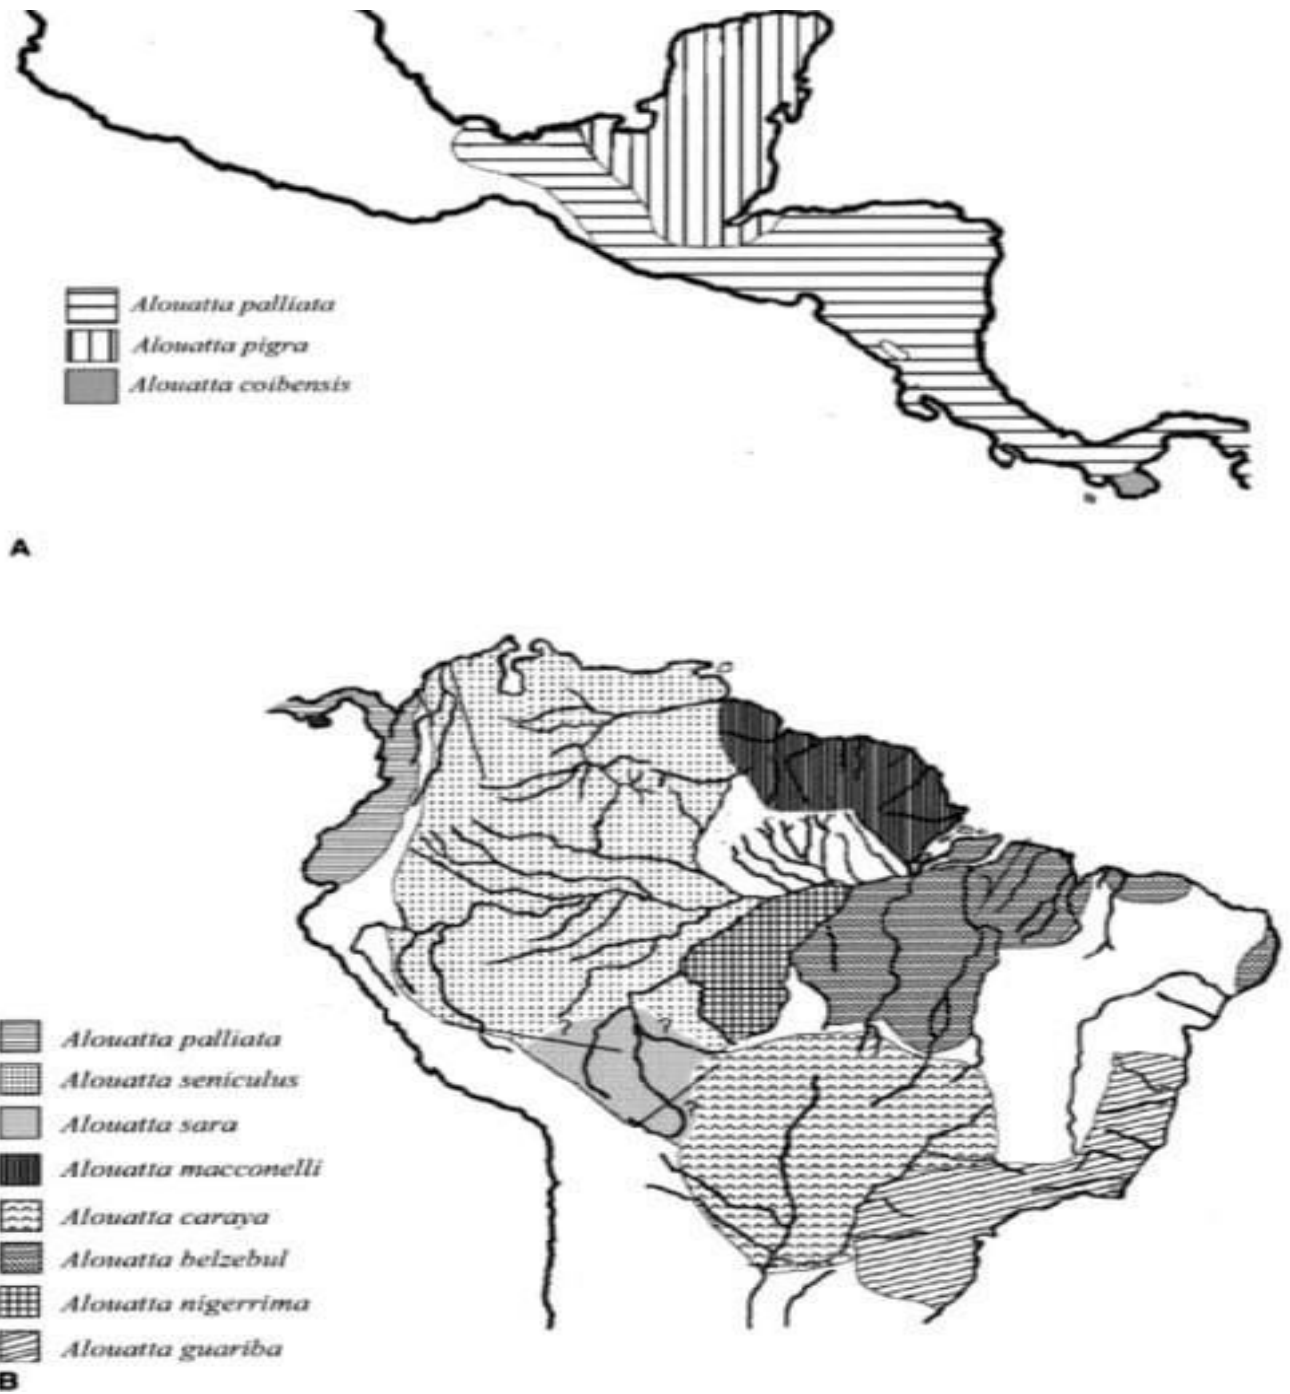 Alouatta palliata
Alouatta pigra
Alouatta coibensis
A
?
?
?
Alouatta palliata
Alouatta seniculus
Alouatta sara
Alouatta macconelli
Alouatta caraya
Alouatta belzebul
Alouatta nigerrima
Alouatta guariba
B